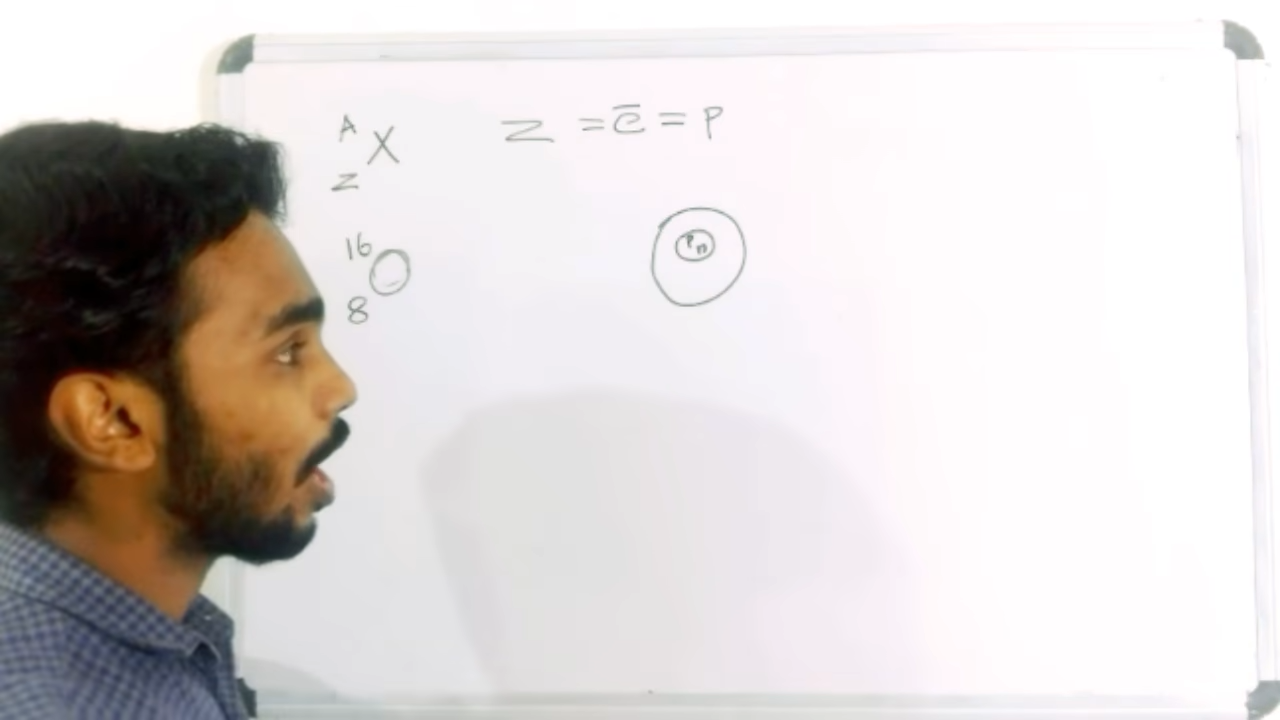 A
Z X
Z = e̅ = P
16
8 O
P n